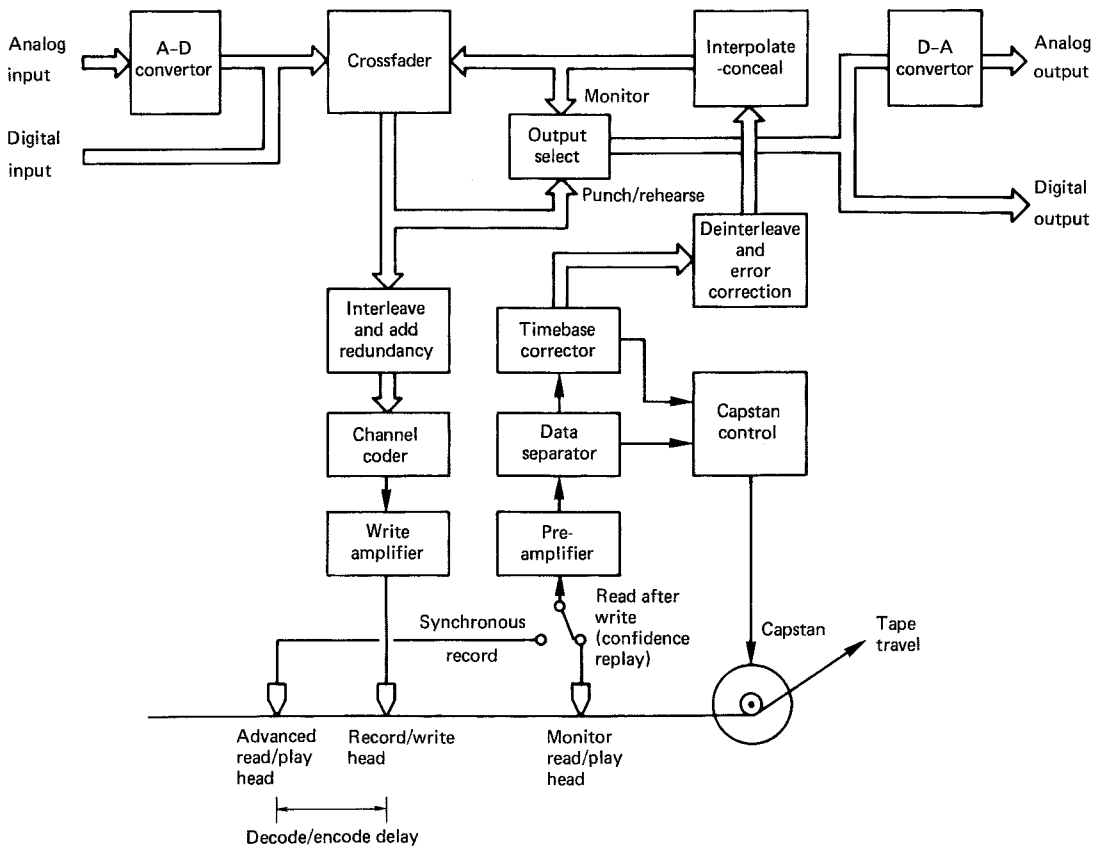 Analog
input
A–D
convertor
Crossfader
Interpolate
-conceal
D–A
convertor
Analog
output
Monitor
Digital
input
Output
select
Punch/rehearse
Digital
output
Deinterleave
and
error
correction
Interleave
and add
redundancy
Timebase
corrector
Capstan
control
Channel
coder
Data
separator
Write
amplifier
Pre-
amplifier
Synchronous
record
Read after
write
(confidence
replay)
Capstan
Tape
travel
Advanced
read/play
head
Record/write
head
Monitor
read/play
head
Decode/encode delay